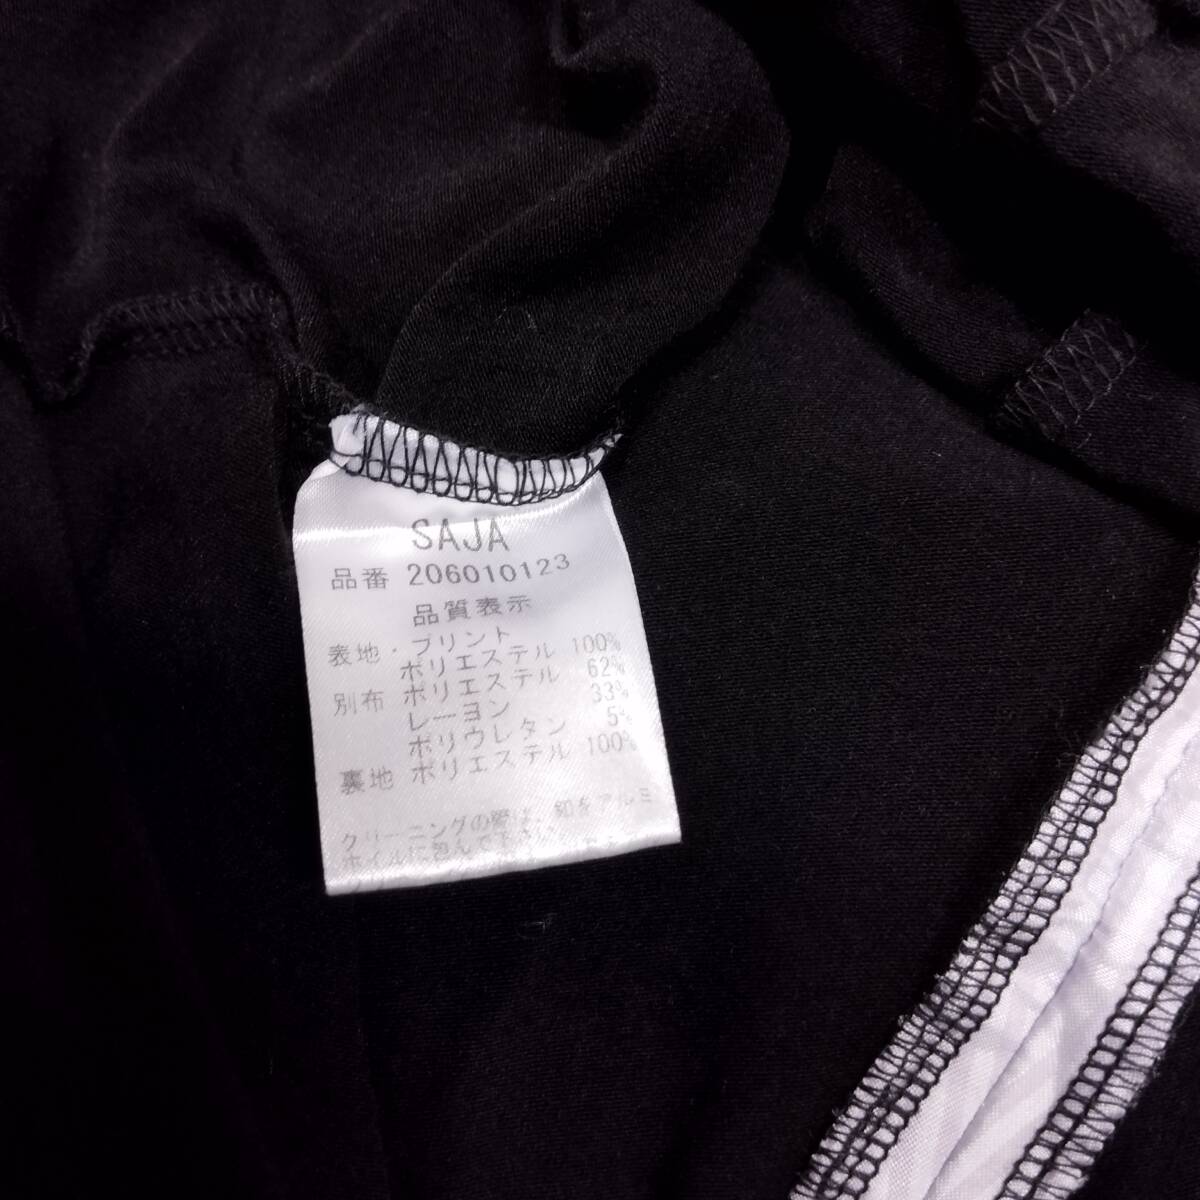 SAJA
品番 206010123
品質表示
表地・プリント
ポリエステル 100%
別布 ポリエステル 62%
レーヨン 33%
ポリウレタン 5%
裏地 ポリエステル 100%
クリーニングの際は、釦をアルミ
ホイルに包んで下さい